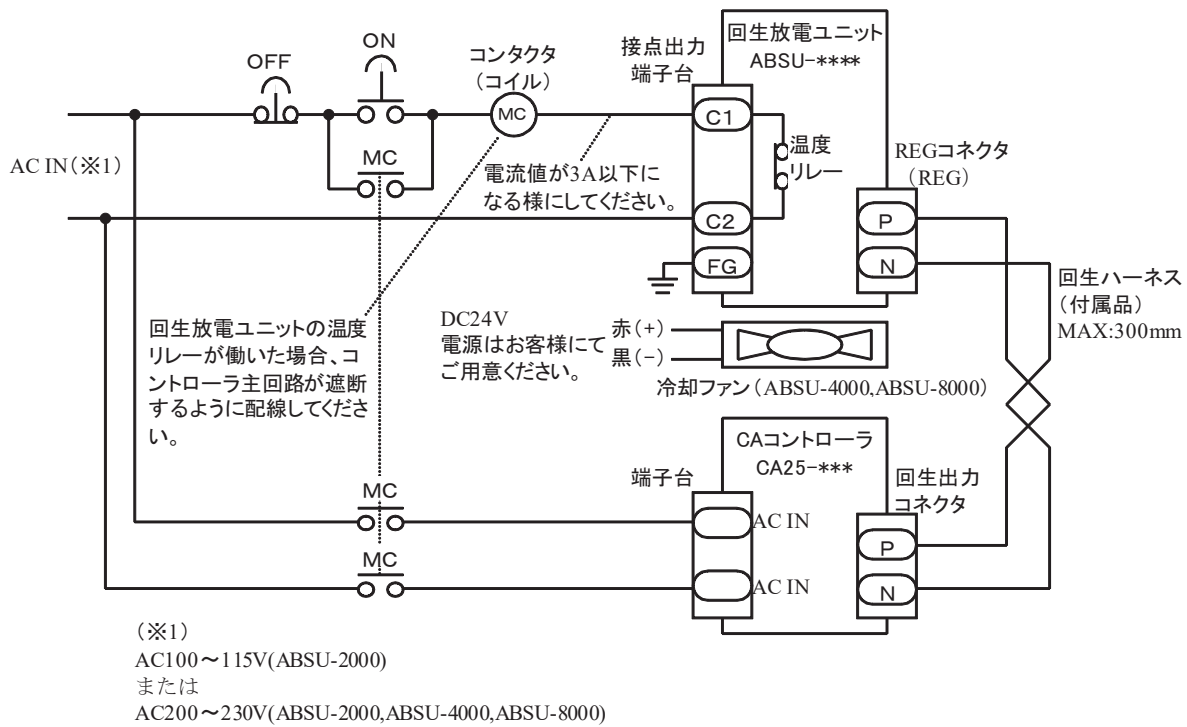 OFF
ON
コンタクタ
(コイル)
MC
MC
AC IN(※1)
電流値が3A以下に
なる様にしてください。
接点出力
端子台
回生放電ユニット
ABSU-****
C1
C2
FG
温度
リレー
REGコネクタ
(REG)
P
N
回生ハーネス
(付属品)
MAX:300mm
回生放電ユニットの温度
リレーが働いた場合、コ
ントローラ主回路が遮断
するように配線してくださ
い。
DC24V
電源はお客様にて
ご用意ください。
赤(+)
黒(-)
冷却ファン(ABSU-4000,ABSU-8000)
CAコントローラ
CA25-***
端子台
回生出力
コネクタ
MC
AC IN
MC
AC IN
P
N
(※1)
AC100~115V(ABSU-2000)
または
AC200~230V(ABSU-2000,ABSU-4000,ABSU-8000)